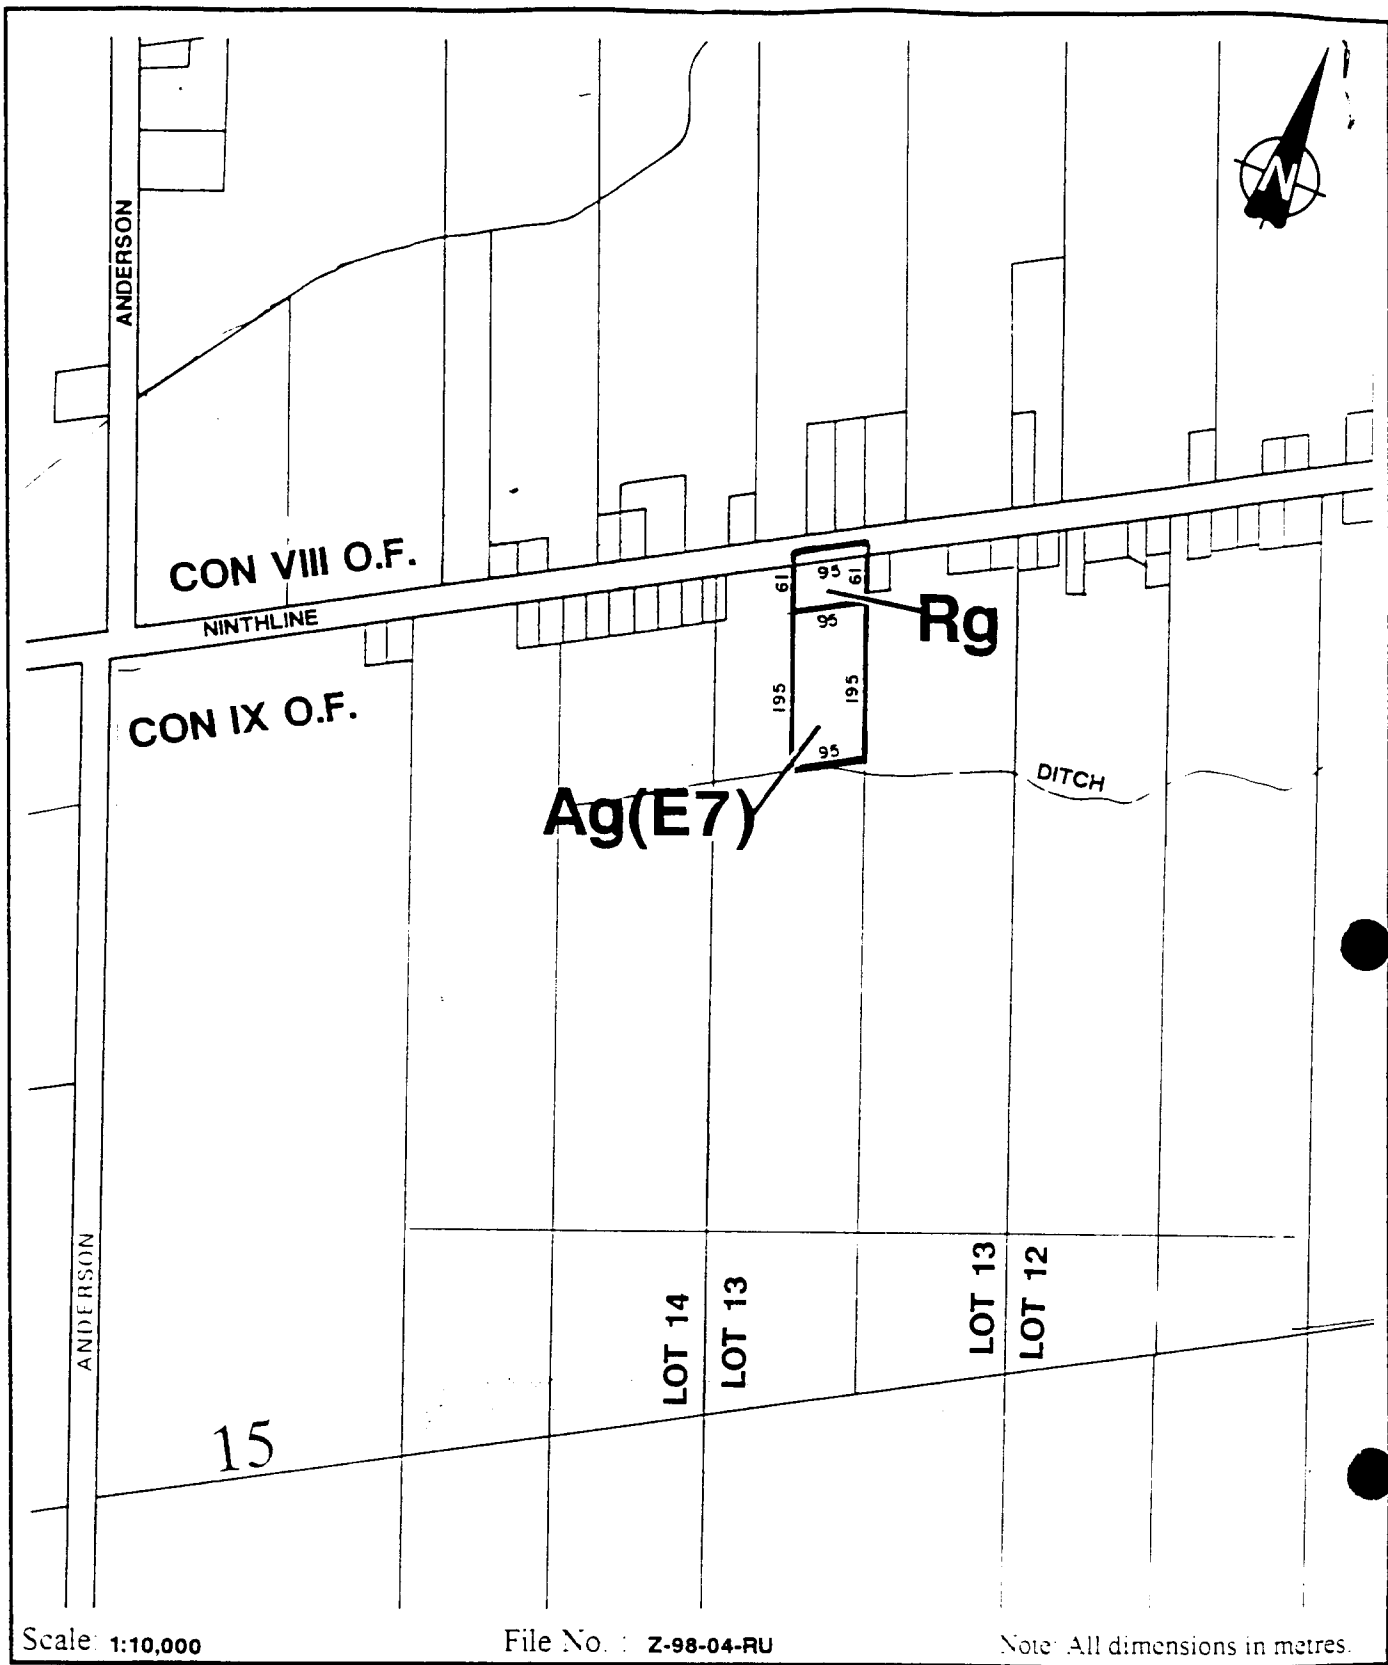 N
ANDERSON
CON VIII O.F.
NINTHLINE
95
61
61
95
Rg
CON IX O.F.
195
195
95
Ag(E7)
DITCH
ANDERSON
LOT 14
LOT 13
LOT 13
LOT 12
15
Scale: 1:10,000
File No. : Z-98-04-RU
Note: All dimensions in metres.